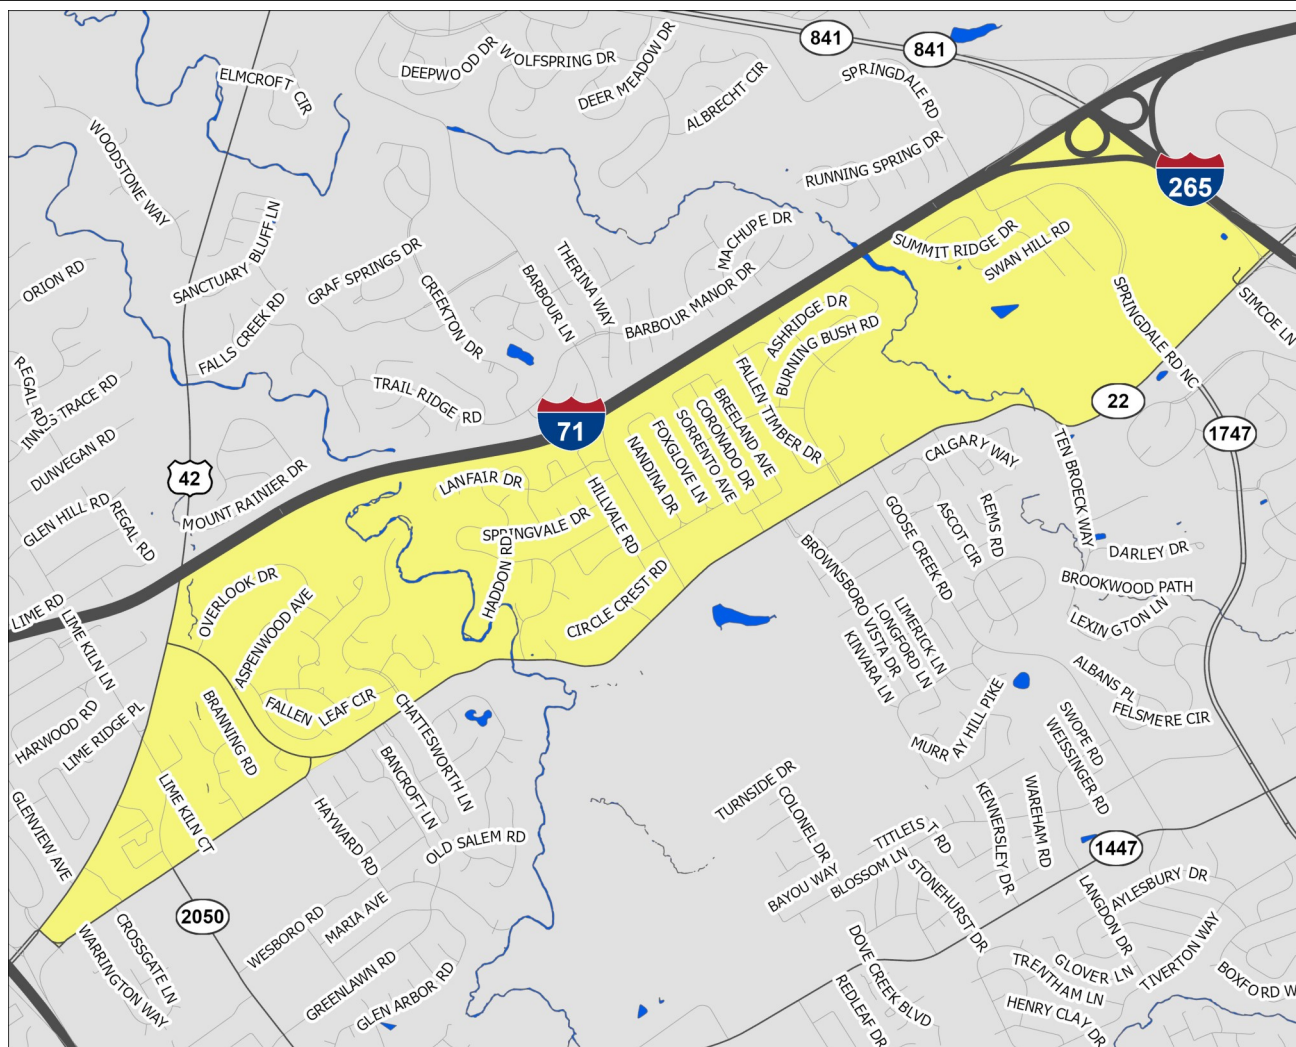 841
841
DEEPWOOD DR
WOLFSPRING DR
DEER MEADOW DR
ALBRECHT CIR
SPRINGDALE RD
ELMCROFT CIR
WOODSTONE WAY
RUNNING SPRING DR
265
SANCTUARY BLUFF LN
GRAF SPRINGS DR
MACHUPE DR
SUMMIT RIDGE DR
SWAN HILL RD
ORION RD
FALLS CREEK RD
CREEKTON DR
BARBOUR LN
THERINA WAY
BARBOUR MANOR DR
ASHRIDGE DR
BURNING BUSH RD
SPRINGDALE RD NC
SIMCOE LN
REGAL RD
INNES TRACE RD
TRAIL RIDGE RD
71
FALLEN TIMBER DR
BREELAND AVE
CORONADO DR
SORRENTO AVE
FOXGLOVE LN
NANDINA DR
22
1747
DUNVEGAN RD
42
MOUNT RAINIER DR
LANFAIR DR
CALGARY WAY
TEN BROECK WAY
GLEN HILL RD
REGAL RD
SPRINGVALE DR
HILLVALE RD
HADDON RD
GOOSE CREEK RD
ASCOT CIR
REMS RD
DARLEY DR
BROOKWOOD PATH
LEXINGTON LN
LIME RD
LIME KILN LN
OVERLOOK DR
ASPENWOOD AVE
CIRCLE CREST RD
BROWNSBORO VISTA DR
LIMERICK LN
LONGFORD LN
KINVARA LN
ALBANS PL
FELSMERE CIR
HARWOOD RD
LIME RIDGE PL
BRANNING RD
FALLEN LEAF CIR
CHATTESWORTH LN
BANCROFT LN
MURRAY HILL PIKE
SWOPE RD
WEISSINGER RD
GLENVIEW AVE
LIME KILN CT
HAYWARD RD
OLD SALEM RD
TURNSIDE DR
COLONEL DR
TITLEIST RD
KENNERSLEY DR
WAREHAM RD
1447
BAYOU WAY
BLOSSOM LN
STONEHURST DR
LANGDON DR
AYLESBURY DR
2050
WESBORO RD
MARIA AVE
CROSSGATE LN
WARRINGTON WAY
GREENLAWN RD
GLEN ARBOR RD
DOVE CREEK BLVD
REDLEAF DR
GLOVER LN
TRENTHAM LN
HENRY CLAY DR
TIVERTON WAY
BOXFORD W